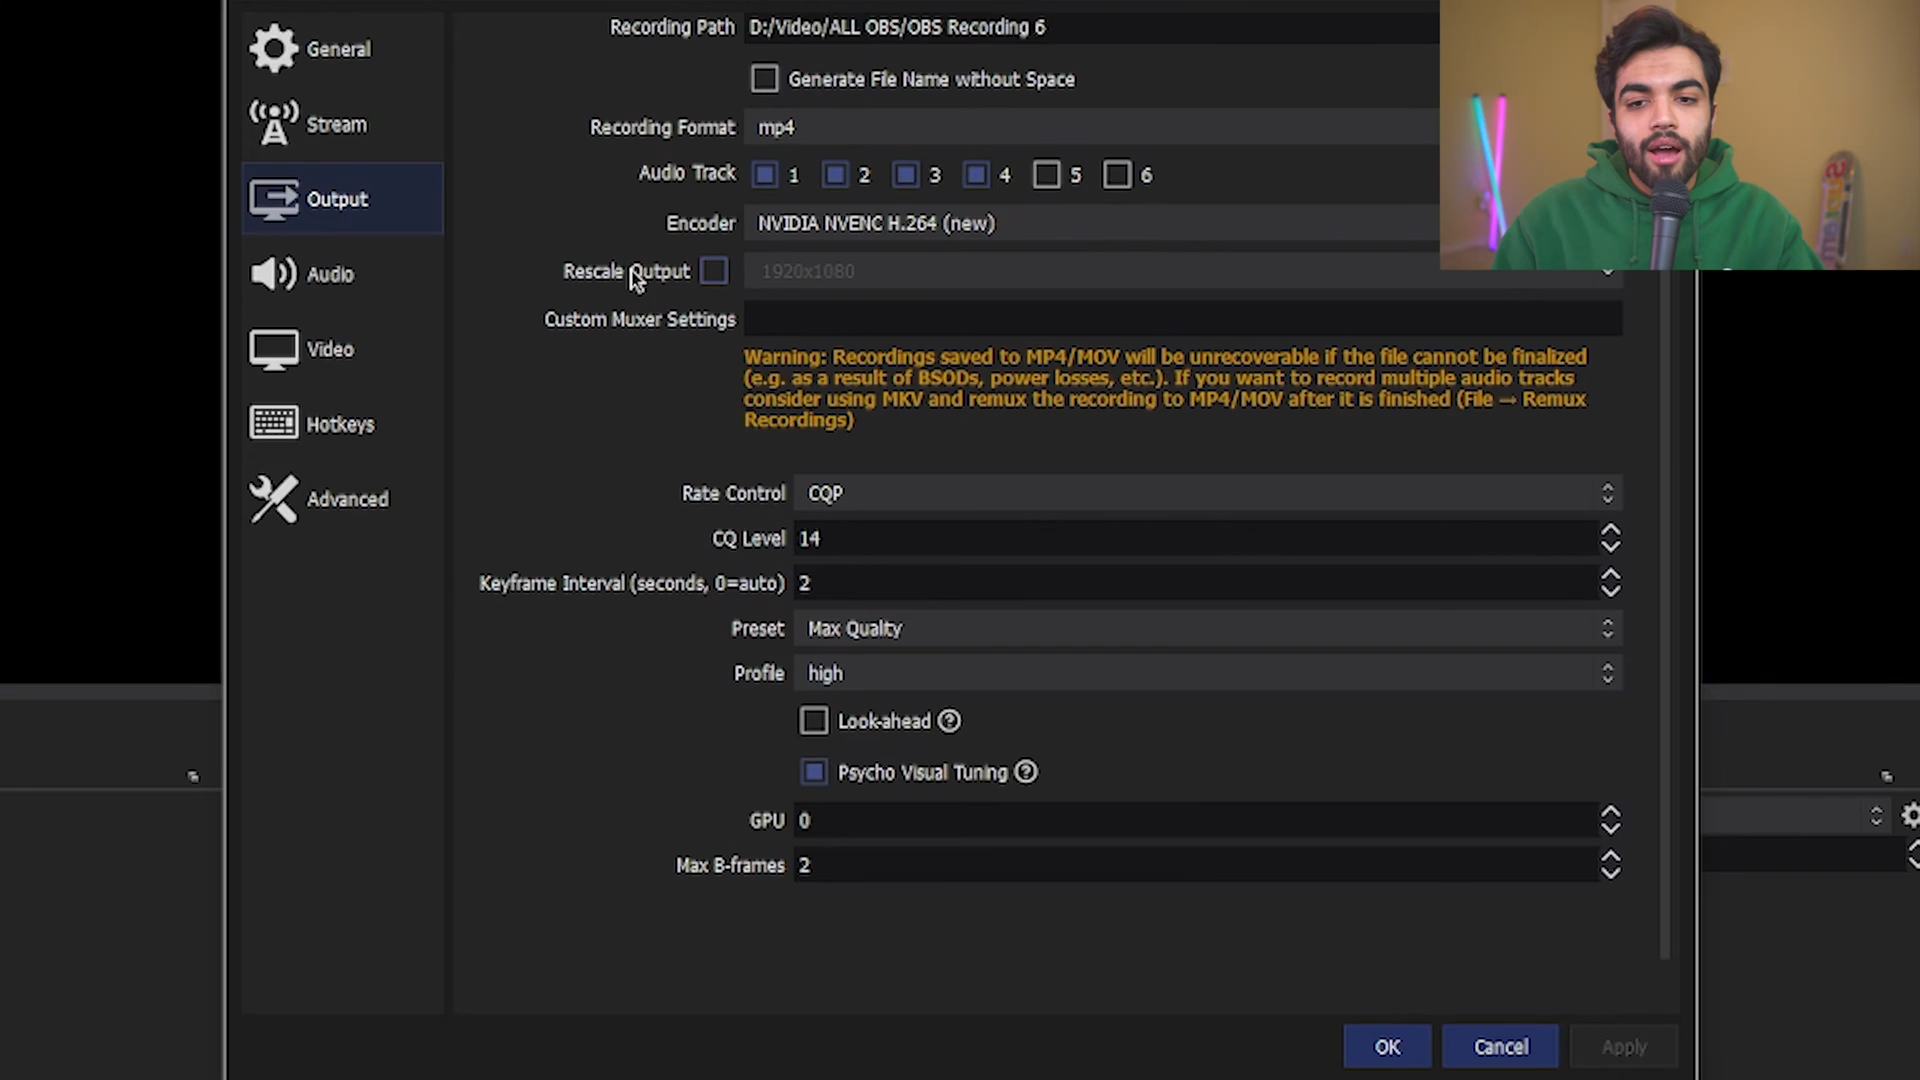 General
Stream
Output
Audio
Video
Hotkeys
Advanced
Recording Path D:/Video/ALL OBS/OBS Recording 6
Generate File Name without Space
Recording Format mp4
Audio Track 1 2 3 4 5 6
Encoder NVIDIA NVENC H.264 (new)
Rescale Output 1920x1080
Custom Muxer Settings
Warning: Recordings saved to MP4/MOV will be unrecoverable if the file cannot be finalized
(e.g. as a result of BSODs, power losses, etc.). If you want to record multiple audio tracks
consider using MKV and remux the recording to MP4/MOV after it is finished (File → Remux
Recordings)
Rate Control CQP
CQ Level 14
Keyframe Interval (seconds, 0=auto) 2
Preset Max Quality
Profile high
Look-ahead ?
Psycho Visual Tuning ?
GPU 0
Max B-frames 2
OK Cancel Apply